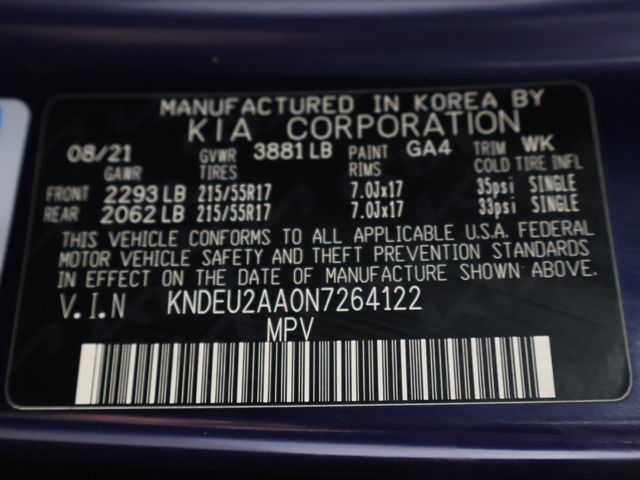 MANUFACTURED IN KOREA BY
KIA CORPORATION
08/21 GVWR 3881 LB PAINT GA4 TRIM WK
GAWR TIRES RIMS COLD TIRE INFL
FRONT 2293 LB 215/55R17 7.0Jx17 35psi SINGLE
REAR 2062 LB 215/55R17 7.0Jx17 33psi SINGLE
THIS VEHICLE CONFORMS TO ALL APPLICABLE U.S.A. FEDERAL
MOTOR VEHICLE SAFETY AND THEFT PREVENTION STANDARDS
IN EFFECT ON THE DATE OF MANUFACTURE SHOWN ABOVE.
V.I.N KNDEU2AA0N7264122
MPV